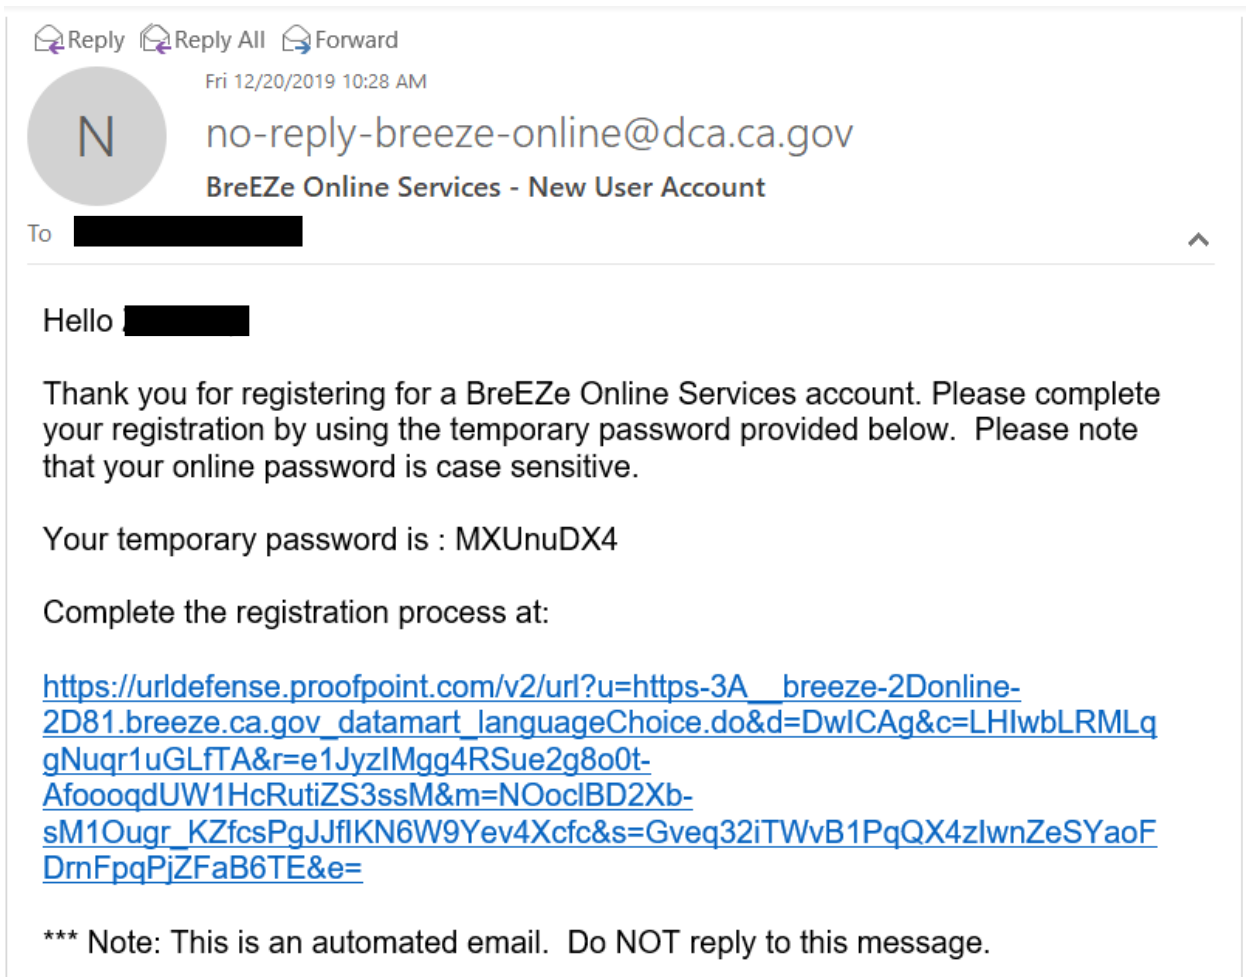 Reply Reply All Forward
Fri 12/20/2019 10:28 AM
N
no-reply-breeze-online@dca.ca.gov
BreEZe Online Services - New User Account
To
Hello
Thank you for registering for a BreEZe Online Services account. Please complete
your registration by using the temporary password provided below.  Please note
that your online password is case sensitive.
Your temporary password is : MXUnuDX4
Complete the registration process at:
https://urldefense.proofpoint.com/v2/url?u=https-3A__breeze-2Donline-
2D81.breeze.ca.gov_datamart_languageChoice.do&d=DwICAg&c=LHIwbLRMLq
gNuqr1uGLfTA&r=e1JyzIMgg4RSue2g8o0t-
AfoooqdUW1HcRutiZS3ssM&m=NOoclBD2Xb-
sM1Ougr_KZfcsPgJJflKN6W9Yev4Xcfc&s=Gveq32iTWvB1PqQX4zIwnZeSYaoF
DrnFpqPjZFaB6TE&e=
*** Note: This is an automated email.  Do NOT reply to this message.